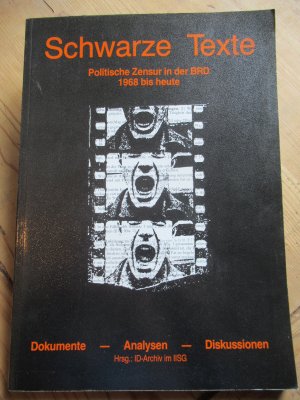 Schwarze Texte
Politische Zensur in der BRD
1968 bis heute
Dokumente — Analysen — Diskussionen
Hrsg.: ID-Archiv im IISG